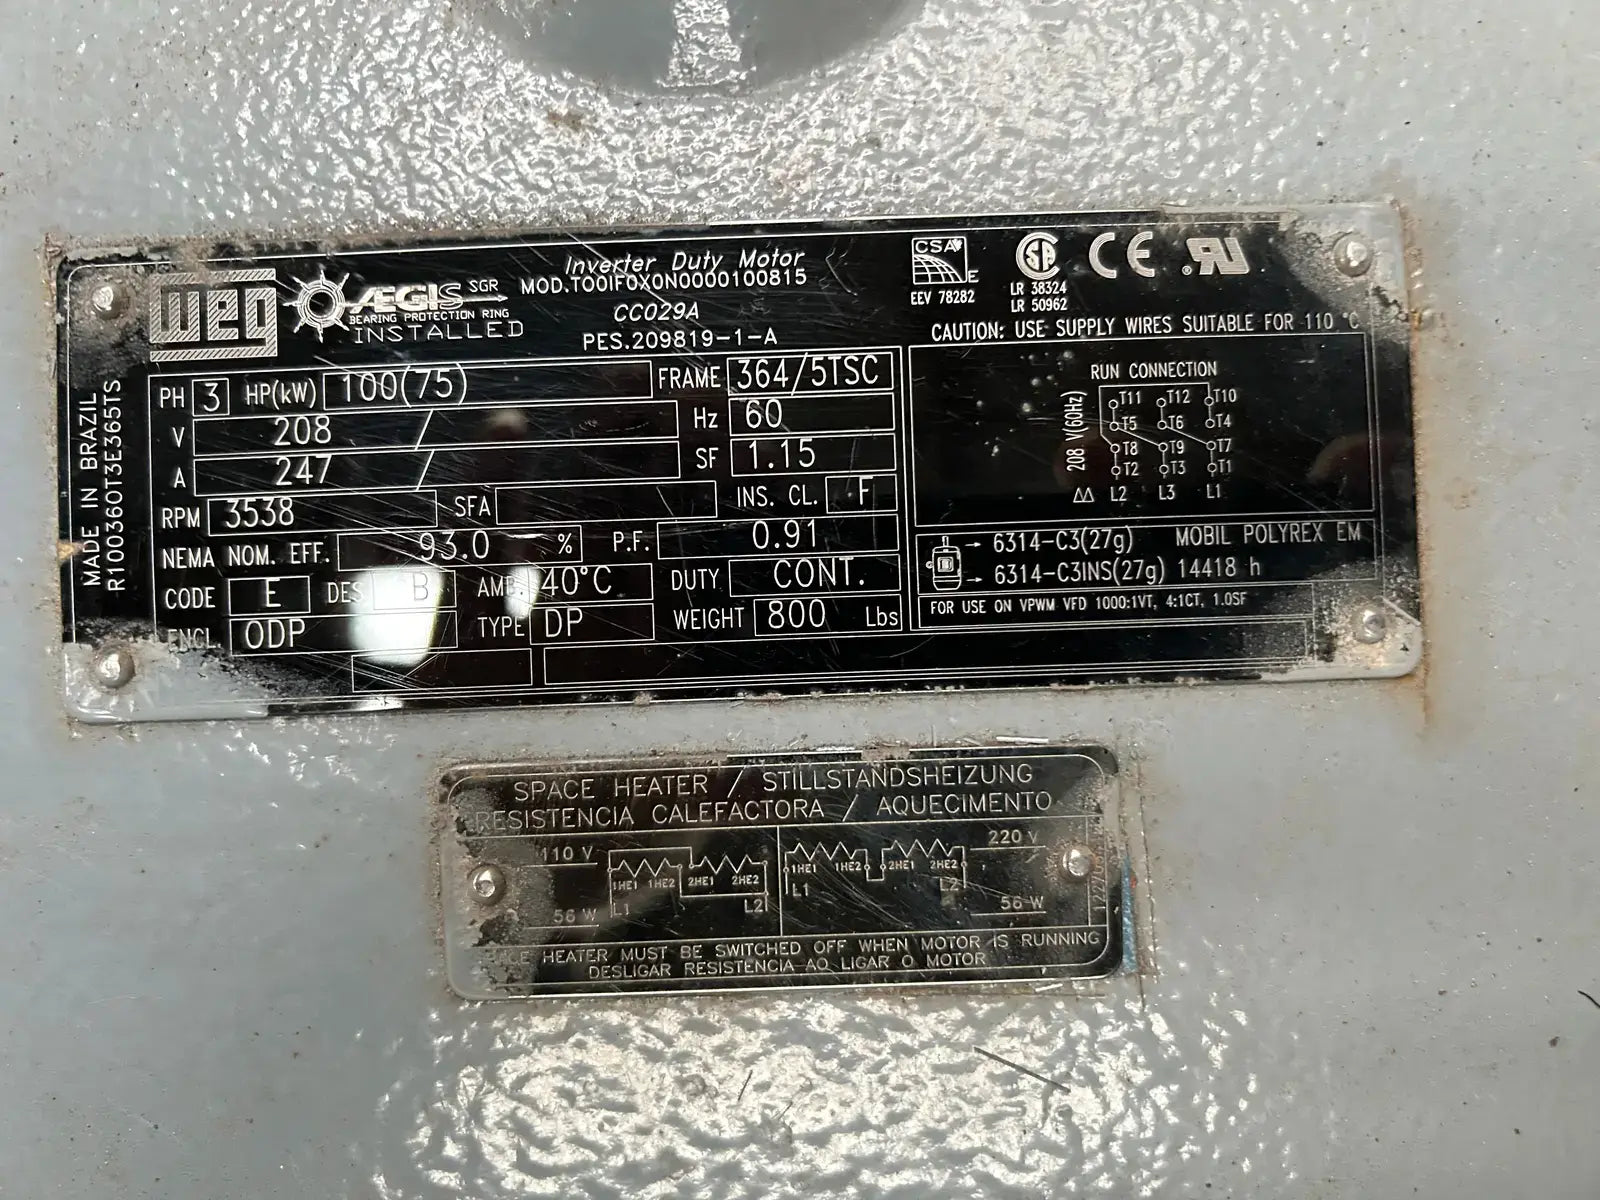 weg
AEGIS SGR
BEARING PROTECTION RING
INSTALLED
Inverter Duty Motor
MOD.T00IF0X0N0000100815
CC029A
PES.209819-1-A
CSA E
EEV 78282
LR 38324
LR 50962
CE
CAUTION: USE SUPPLY WIRES SUITABLE FOR 110 °C
MADE IN BRAZIL
R10036OT3E365TS
PH 3 HP(kW) 100(75) FRAME 364/5TSC
V 208 / Hz 60
A 247 / SF 1.15
RPM 3538 SFA INS. CL. F
NEMA NOM. EFF. 93.0 % P.F. 0.91
CODE E DES B AMB. 40°C DUTY CONT.
ENCL. ODP TYPE DP WEIGHT 800 Lbs
RUN CONNECTION
208 V(60Hz)
T11 T12 T10
T5 T6 T4
T8 T9 T7
T2 T3 T1
ΔΔ L2 L3 L1
6314-C3(27g) MOBIL POLYREX EM
6314-C3INS(27g) 14418 h
FOR USE ON VPWM VFD 1000:1VT, 4:1CT, 1.0SF
SPACE HEATER / STILLSTANDSHEIZUNG
RESISTENCIA CALEFACTORA / AQUECIMENTO
110 V 220 V
1HE1 1HE2 2HE1 2HE2 1HE1 1HE2 2HE1 2HE2
56 W L1 L2 L1 L2 56 W
SPACE HEATER MUST BE SWITCHED OFF WHEN MOTOR IS RUNNING
DESLIGAR RESISTENCIA AO LIGAR O MOTOR